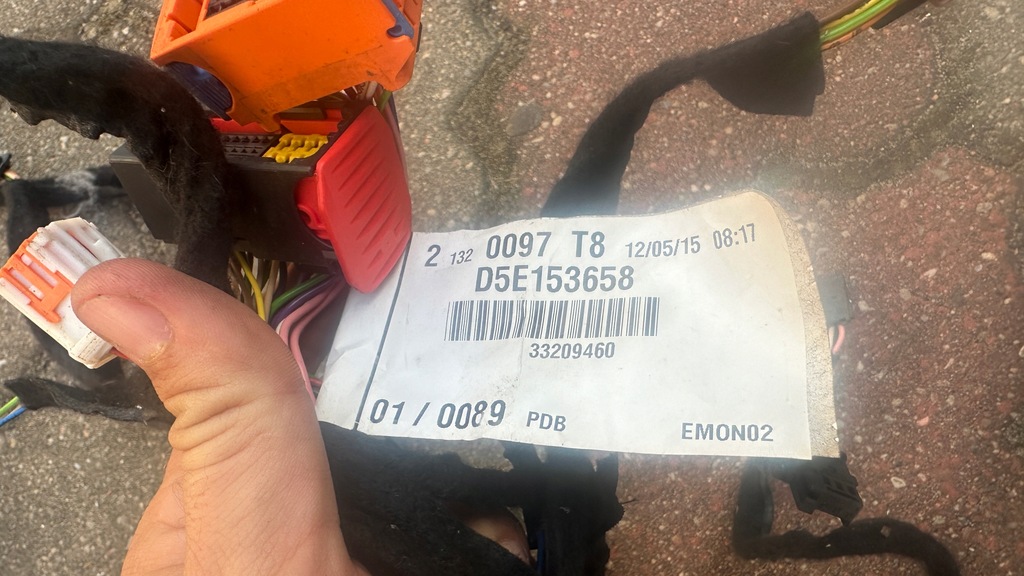 2 132 0097 T8 12/05/15 08:17
D5E153658
33209460
01 / 0089 PDB EMON02